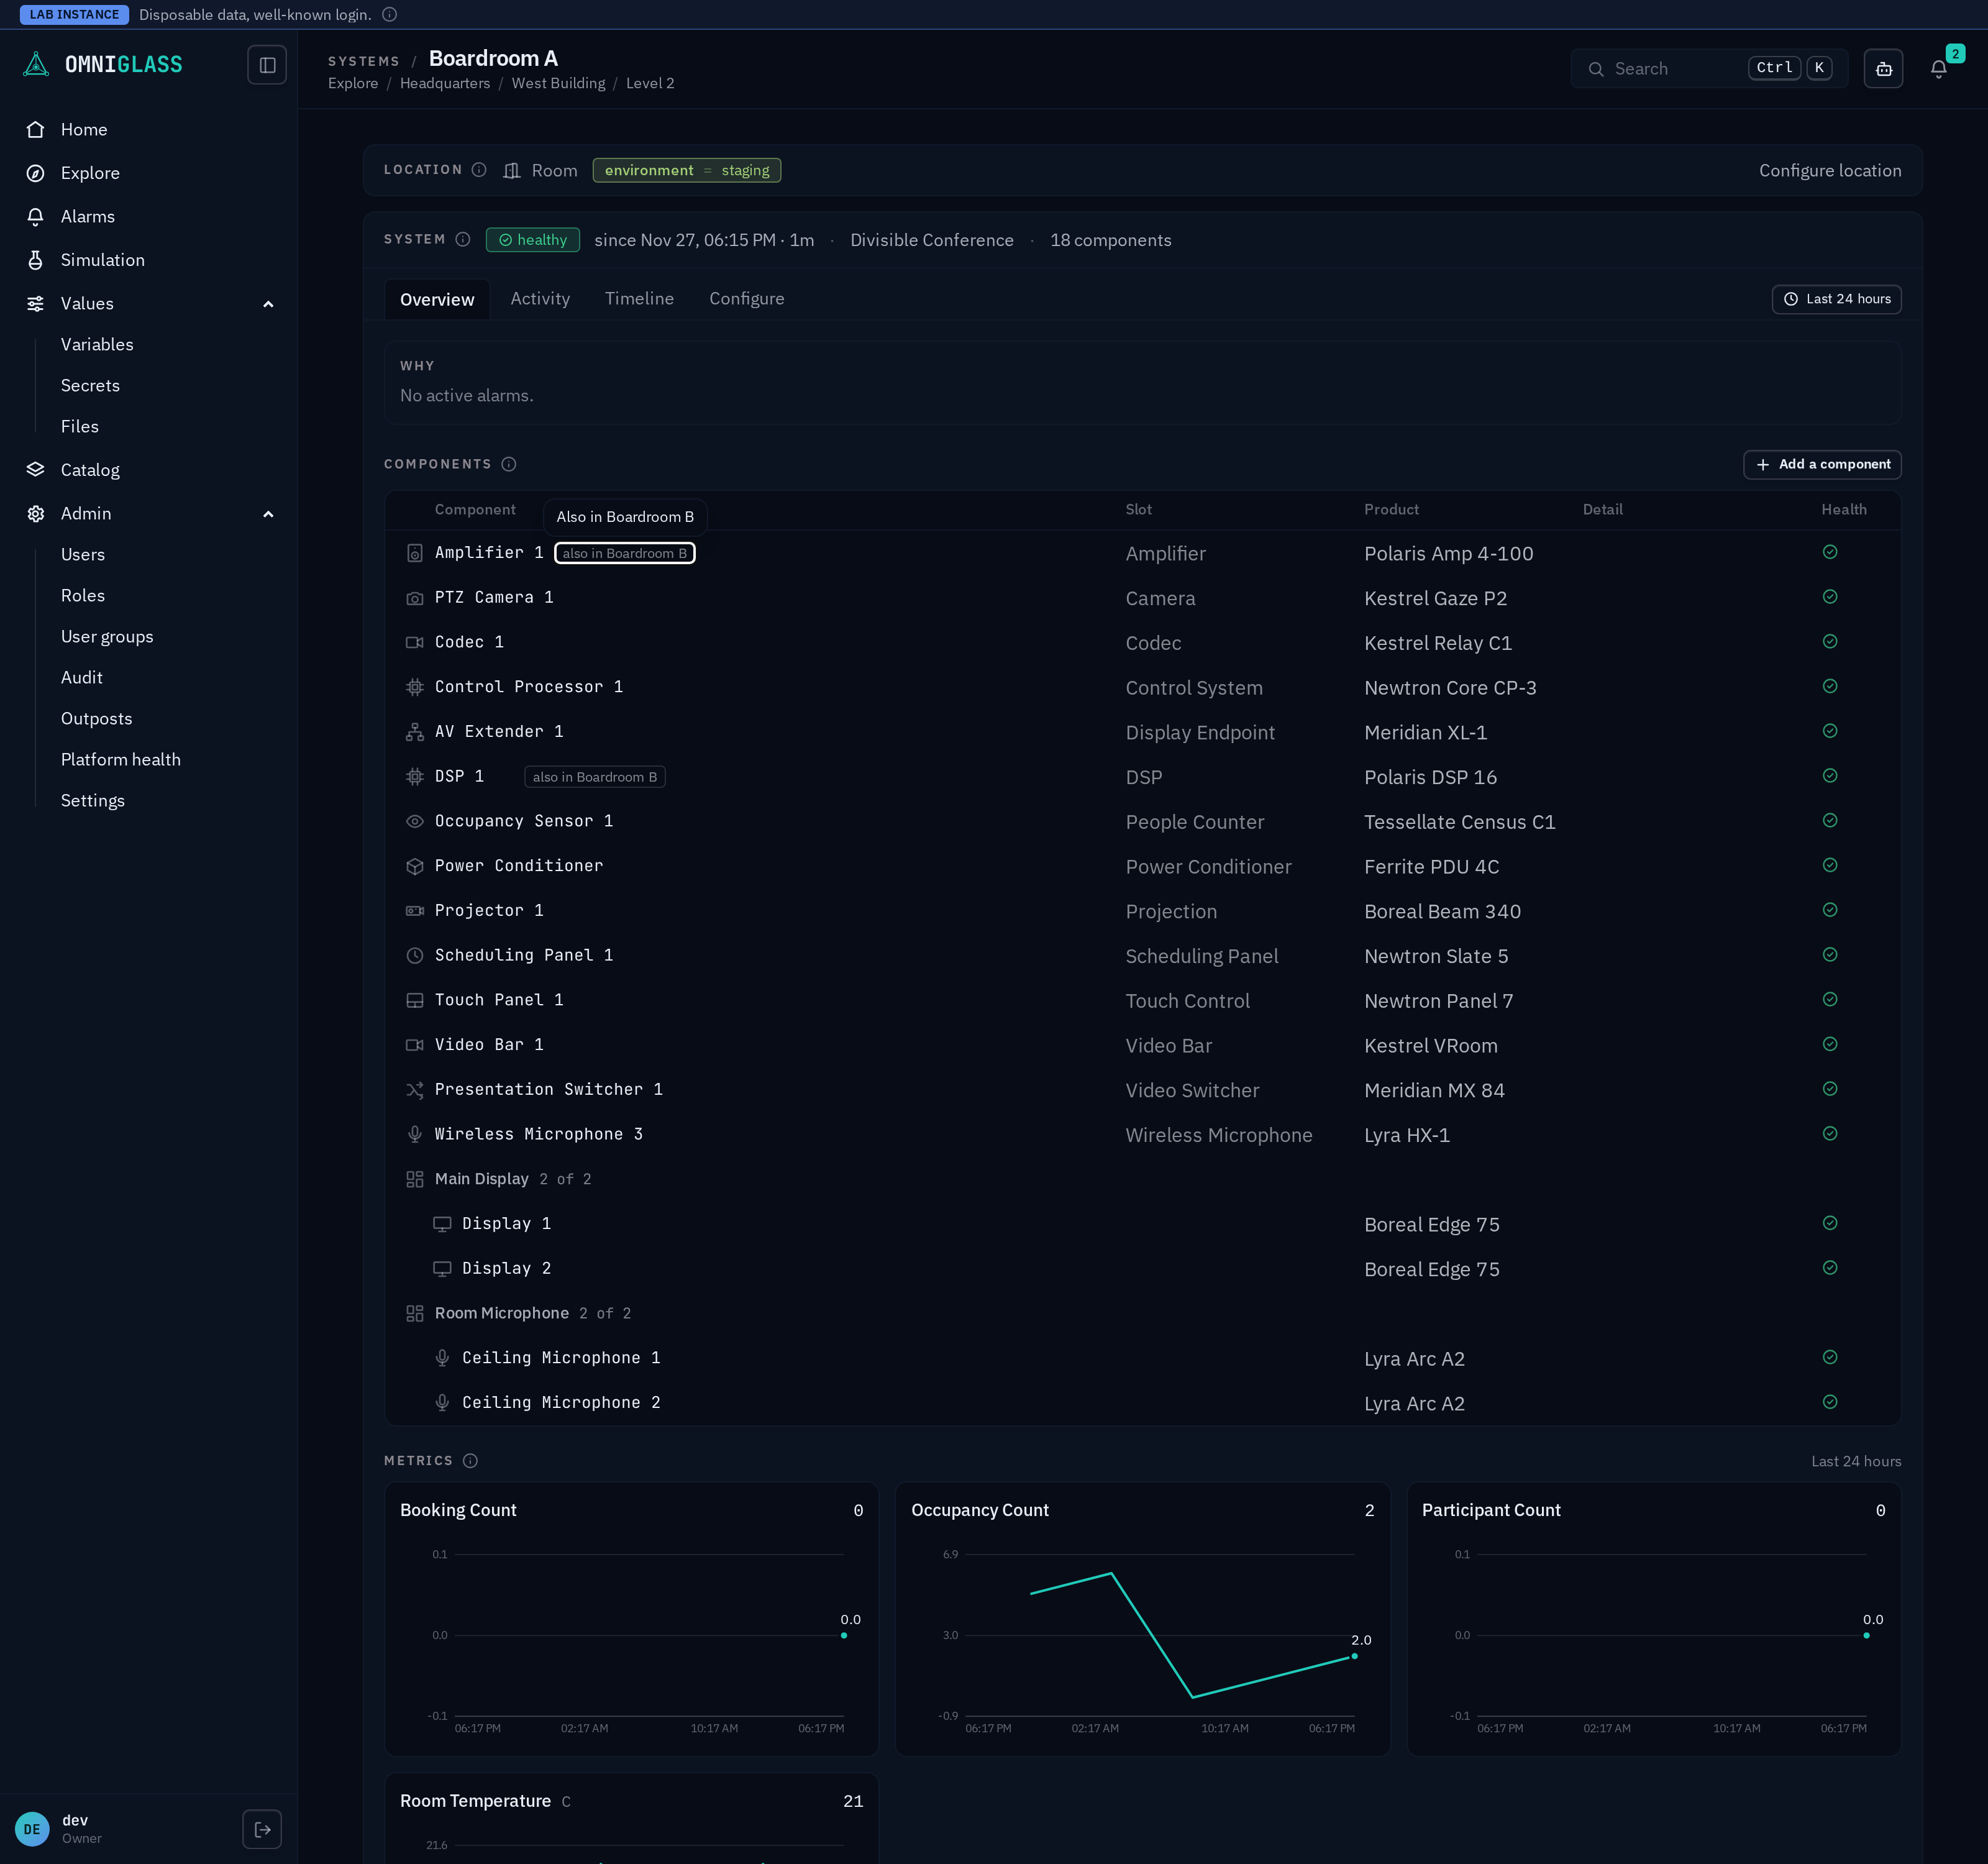 LAB INSTANCE Disposable data, well-known login.
OMNIGLASS
SYSTEMS / Boardroom A
Explore / Headquarters / West Building / Level 2
Search Ctrl K
2
Home
Explore
Alarms
Simulation
Values
Variables
Secrets
Files
Catalog
Admin
Users
Roles
User groups
Audit
Outposts
Platform health
Settings
DE dev
Owner
LOCATION Room environment = staging Configure location
SYSTEM healthy since Nov 27, 06:15 PM · 1m · Divisible Conference · 18 components
Overview Activity Timeline Configure Last 24 hours
WHY
No active alarms.
COMPONENTS Add a component
Component Slot Product Detail Health
Also in Boardroom B
Amplifier 1 also in Boardroom B Amplifier Polaris Amp 4-100
PTZ Camera 1 Camera Kestrel Gaze P2
Codec 1 Codec Kestrel Relay C1
Control Processor 1 Control System Newtron Core CP-3
AV Extender 1 Display Endpoint Meridian XL-1
DSP 1 also in Boardroom B DSP Polaris DSP 16
Occupancy Sensor 1 People Counter Tessellate Census C1
Power Conditioner Power Conditioner Ferrite PDU 4C
Projector 1 Projection Boreal Beam 340
Scheduling Panel 1 Scheduling Panel Newtron Slate 5
Touch Panel 1 Touch Control Newtron Panel 7
Video Bar 1 Video Bar Kestrel VRoom
Presentation Switcher 1 Video Switcher Meridian MX 84
Wireless Microphone 3 Wireless Microphone Lyra HX-1
Main Display 2 of 2
Display 1 Boreal Edge 75
Display 2 Boreal Edge 75
Room Microphone 2 of 2
Ceiling Microphone 1 Lyra Arc A2
Ceiling Microphone 2 Lyra Arc A2
METRICS Last 24 hours
Booking Count 0
0.1
0.0
0.0
-0.1
06:17 PM 02:17 AM 10:17 AM 06:17 PM
Occupancy Count 2
6.9
3.0
2.0
-0.9
06:17 PM 02:17 AM 10:17 AM 06:17 PM
Participant Count 0
0.1
0.0
0.0
-0.1
06:17 PM 02:17 AM 10:17 AM 06:17 PM
Room Temperature C 21
21.6